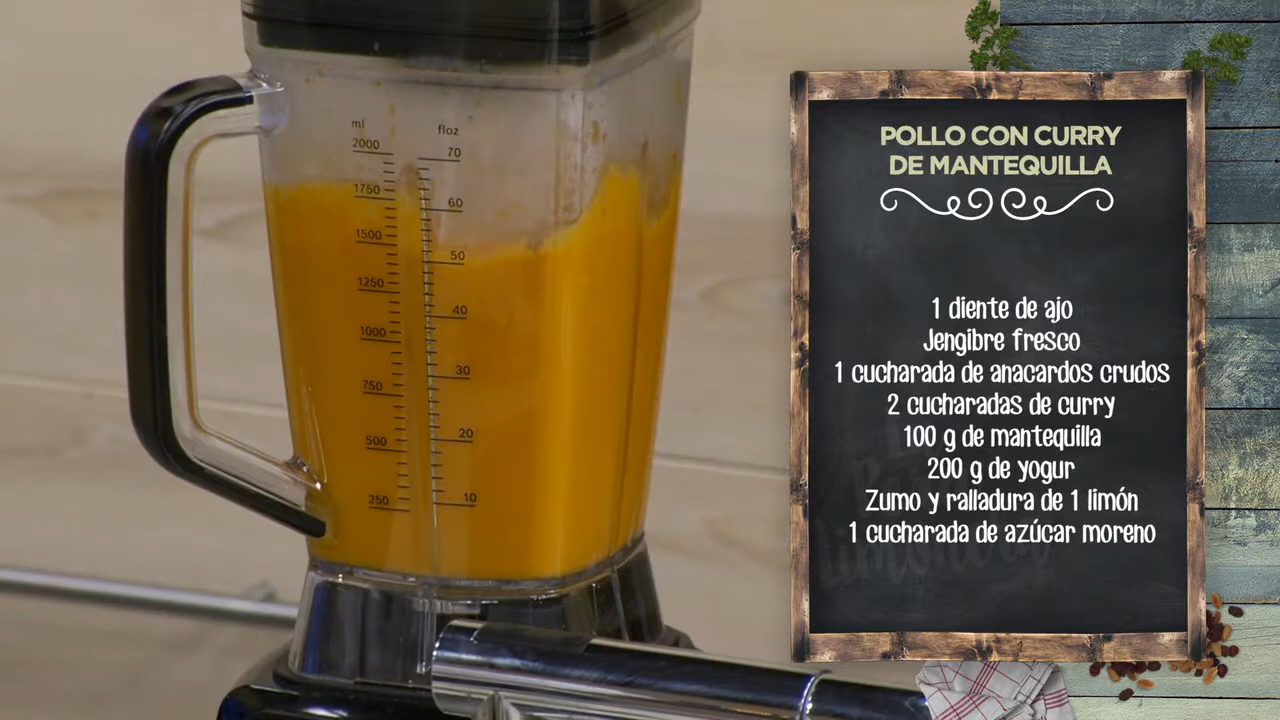 ml floz
2000 70
1750 60
1500 50
1250 40
1000 30
750 20
500 10
250
POLLO CON CURRY
DE MANTEQUILLA
1 diente de ajo
Jengibre fresco
1 cucharada de anacardos crudos
2 cucharadas de curry
100 g de mantequilla
200 g de yogur
Zumo y ralladura de 1 limón
1 cucharada de azúcar moreno